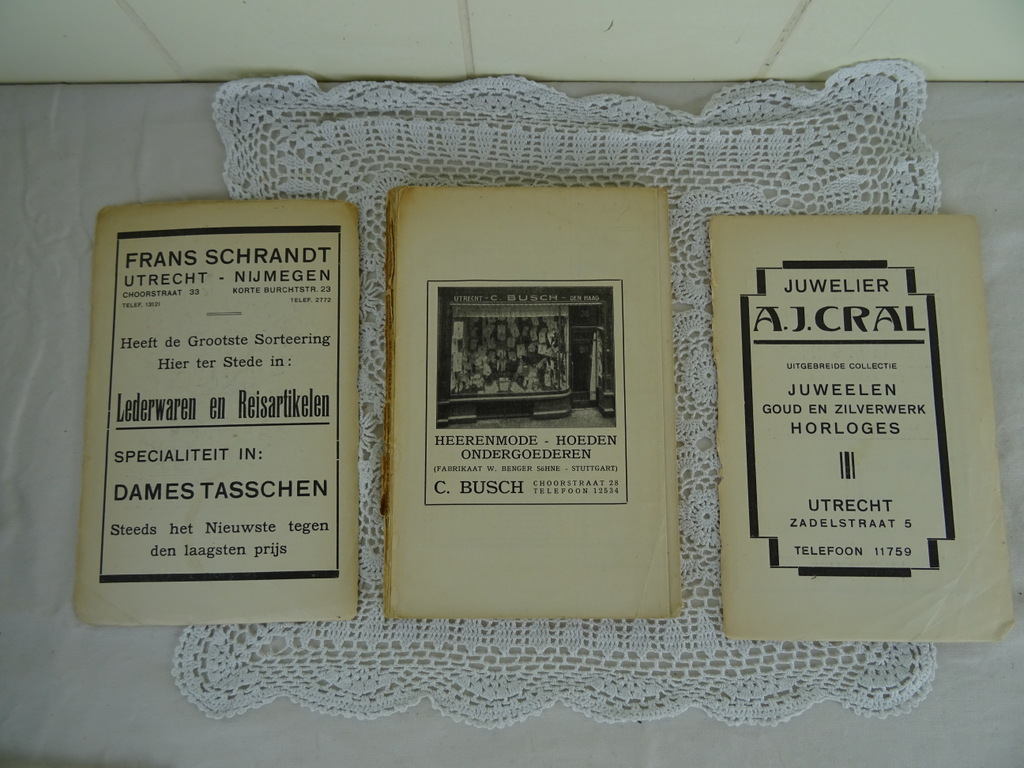 FRANS SCHRANDT
UTRECHT - NIJMEGEN
CHOORSTRAAT 33 KORTE BURCHTSTR. 23
TELEF. 13121 TELEF. 2772
Heeft de Grootste Sorteering
Hier ter Stede in :
Lederwaren en Reisartikelen
SPECIALITEIT IN:
DAMES TASSCHEN
Steeds het Nieuwste tegen
den laagsten prijs
UTRECHT - C. BUSCH - DEN HAAG
HEERENMODE - HOEDEN
ONDERGOEDEREN
(FABRIKAAT W. BENGER SöHNE - STUTTGART)
C. BUSCH CHOORSTRAAT 28
TELEFOON 12534
JUWELIER
A.J.CRAL
UITGEBREIDE COLLECTIE
JUWEELEN
GOUD EN ZILVERWERK
HORLOGES
UTRECHT
ZADELSTRAAT 5
TELEFOON 11759